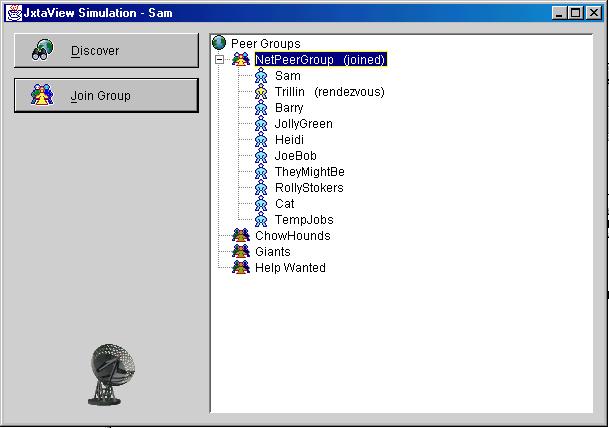 JxtaView Simulation - Sam
Discover
Join Group
Peer Groups
NetPeerGroup (joined)
Sam
Trillin (rendezvous)
Barry
JollyGreen
Heidi
JoeBob
TheyMightBe
RollyStokers
Cat
TempJobs
ChowHounds
Giants
Help Wanted